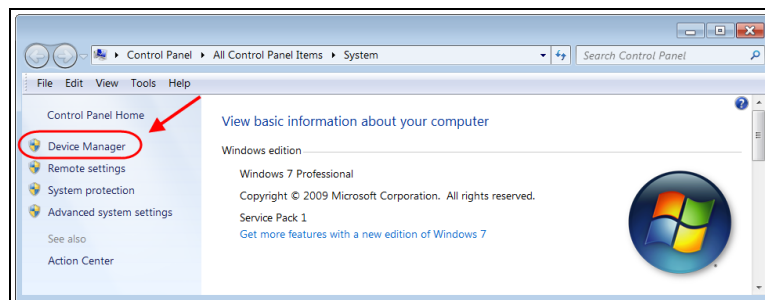 Control Panel ▸ All Control Panel Items ▸ System
Search Control Panel
File Edit View Tools Help
Control Panel Home
Device Manager
Remote settings
System protection
Advanced system settings
See also
Action Center
View basic information about your computer
Windows edition
Windows 7 Professional
Copyright © 2009 Microsoft Corporation. All rights reserved.
Service Pack 1
Get more features with a new edition of Windows 7